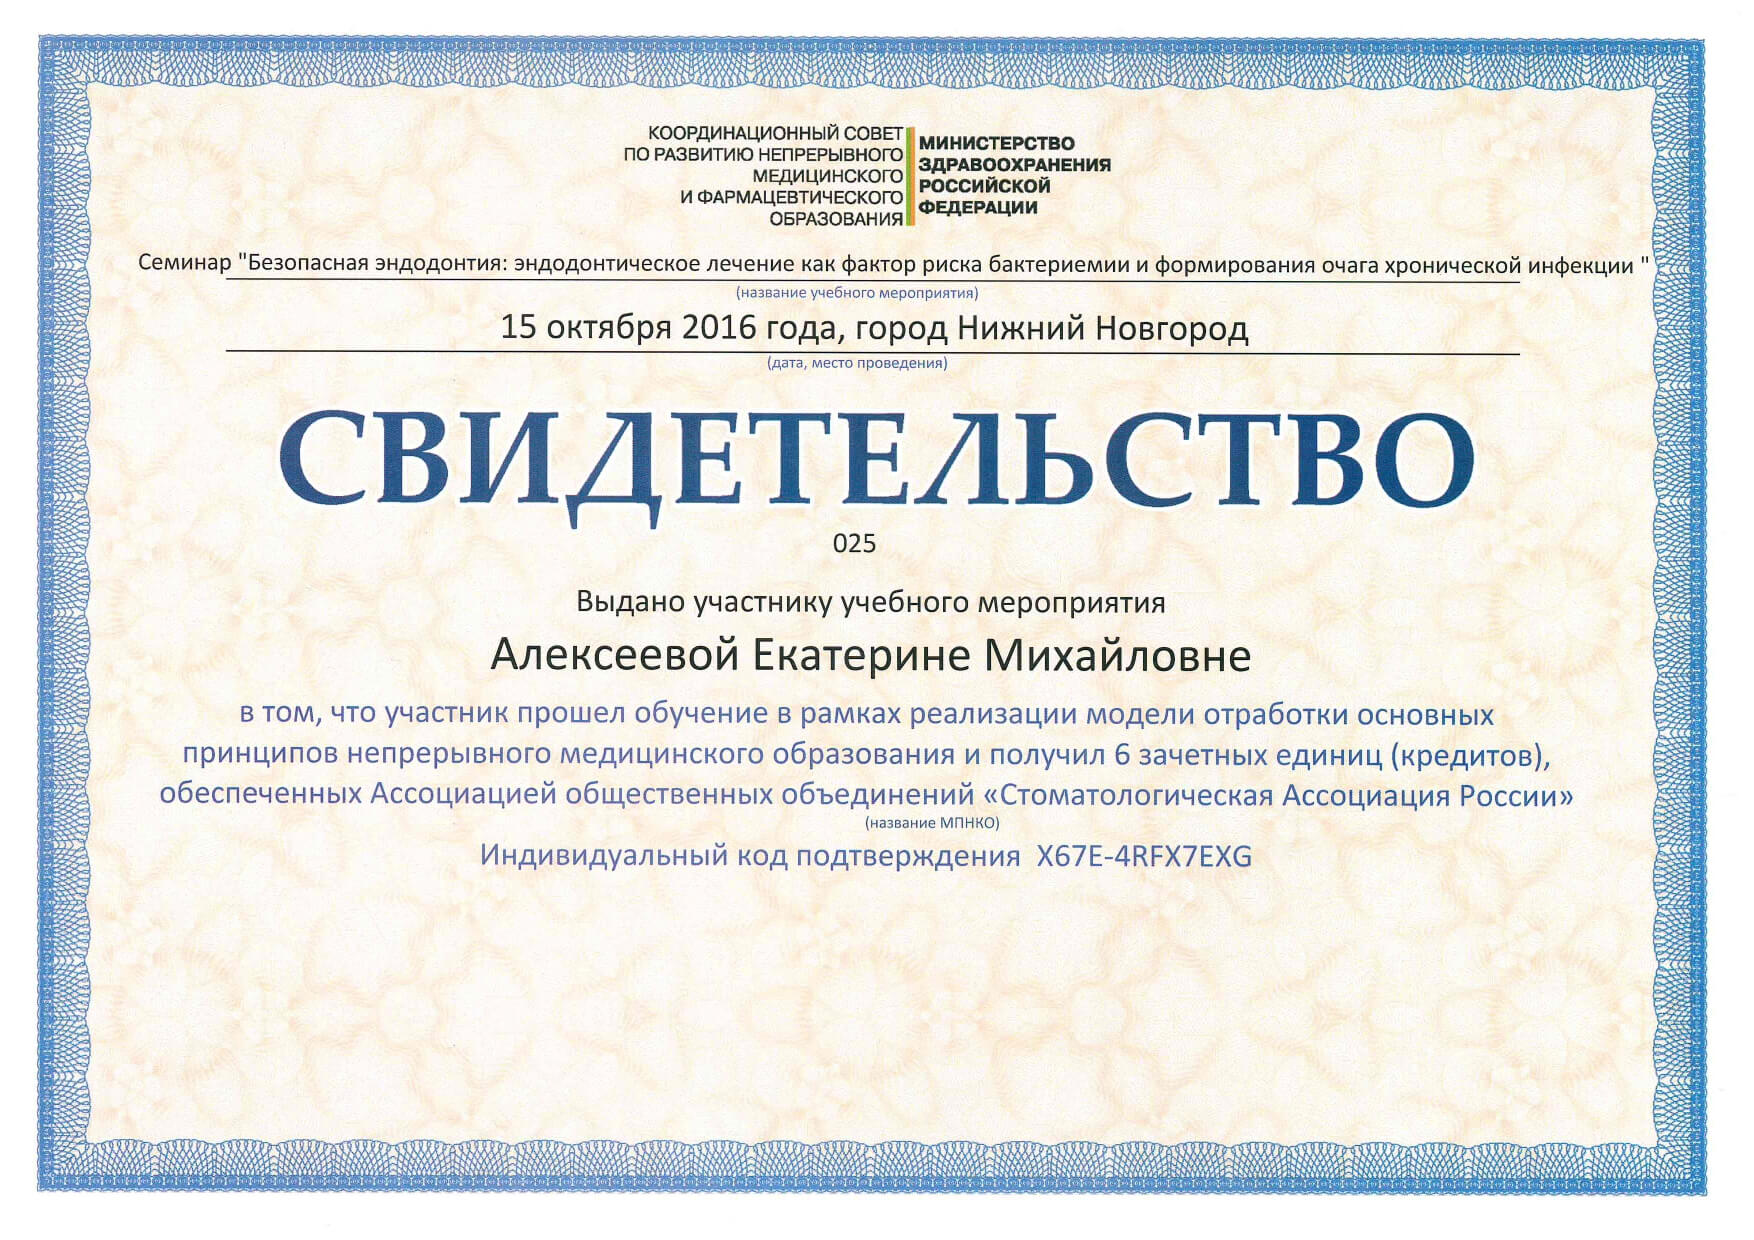 КООРДИНАЦИОННЫЙ СОВЕТ
ПО РАЗВИТИЮ НЕПРЕРЫВНОГО
МЕДИЦИНСКОГО
И ФАРМАЦЕВТИЧЕСКОГО
ОБРАЗОВАНИЯ
МИНИСТЕРСТВО
ЗДРАВООХРАНЕНИЯ
РОССИЙСКОЙ
ФЕДЕРАЦИИ
Семинар "Безопасная эндодонтия: эндодонтическое лечение как фактор риска бактериемии и формирования очага хронической инфекции "
(название учебного мероприятия)
15 октября 2016 года, город Нижний Новгород
(дата, место проведения)
СВИДЕТЕЛЬСТВО
025
Выдано участнику учебного мероприятия
Алексеевой Екатерине Михайловне
в том, что участник прошел обучение в рамках реализации модели отработки основных
принципов непрерывного медицинского образования и получил 6 зачетных единиц (кредитов),
обеспеченных Ассоциацией общественных объединений «Стоматологическая Ассоциация России»
(название МПНКО)
Индивидуальный код подтверждения X67E-4RFX7EXG